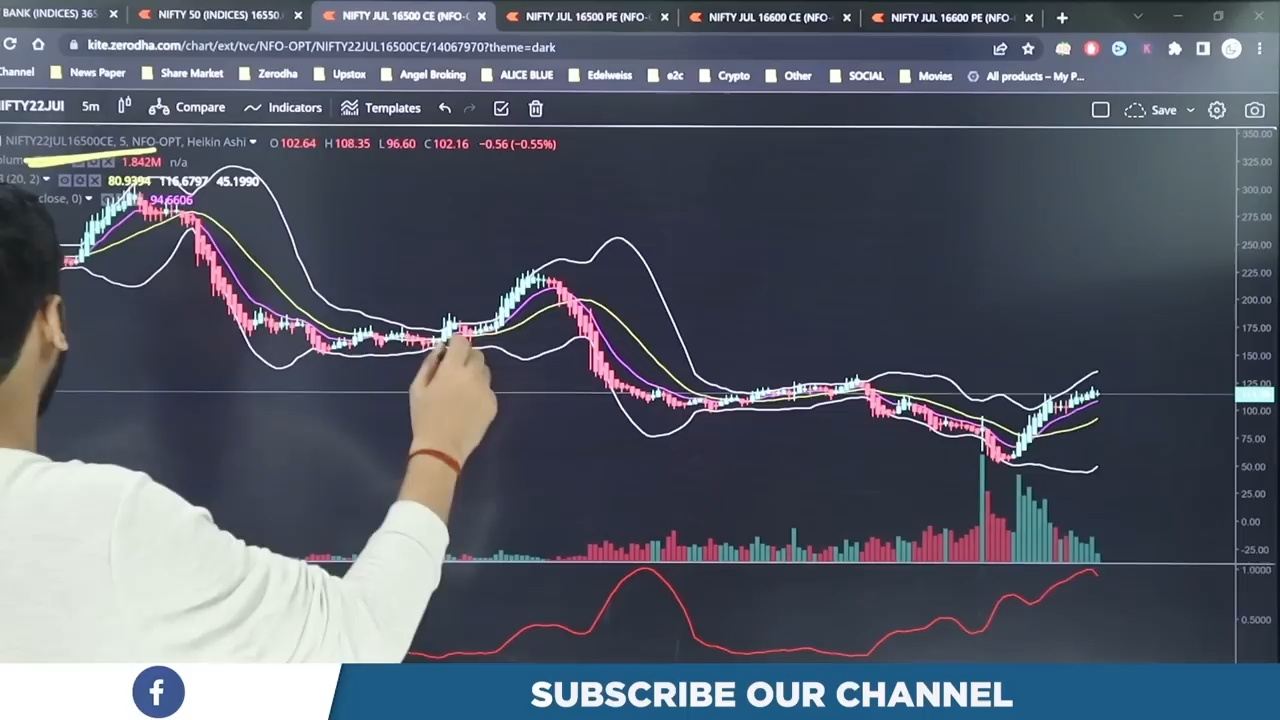 BANK (INDICES) 365
NIFTY 50 (INDICES) 16550.
NIFTY JUL 16500 CE (NFO-
NIFTY JUL 16500 PE (NFO-
NIFTY JUL 16600 CE (NFO-
NIFTY JUL 16600 PE (NFO-
kite.zerodha.com/chart/ext/tvc/NFO-OPT/NIFTY22JUL16500CE/14067970?theme=dark
Channel News Paper Share Market Zerodha Upstox Angel Broking ALICE BLUE Edelweiss e2c Crypto Other SOCIAL Movies All products – My P...
IFTY22JUl 5m Compare Indicators Templates Save
NIFTY22JUL16500CE, 5, NFO-OPT, Heikin Ashi O102.64 H108.35 L96.60 C102.16 −0.56 (−0.55%)
olum 1.842M n/a
(20, 2) 80.9394 116.6797 45.1990
close, 0) 94.6606
350.00
325.00
300.00
275.00
250.00
225.00
200.00
175.00
150.00
125.00
100.00
75.00
50.00
25.00
0.00
-25.00
1.0000
0.5000
f
SUBSCRIBE OUR CHANNEL